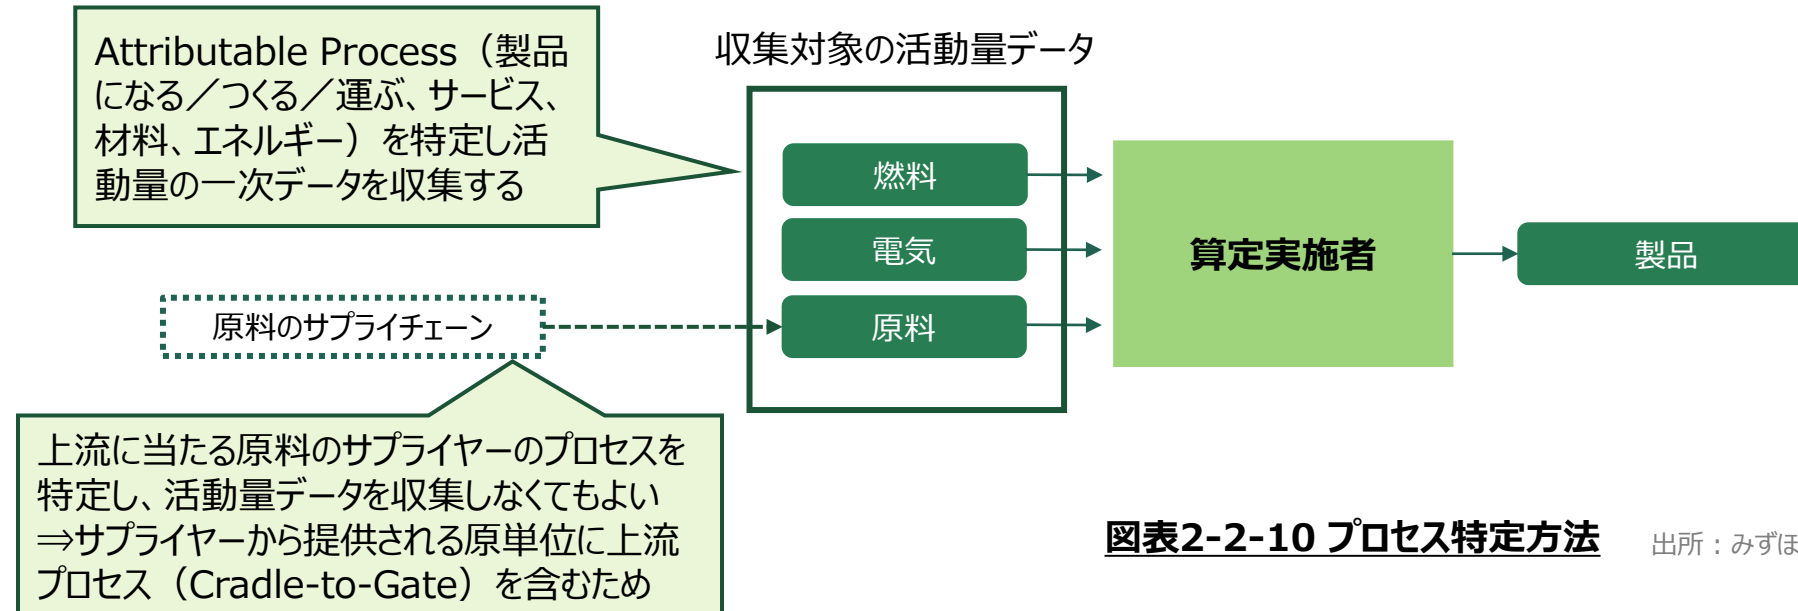 Attributable Process（製品
になる／つくる／運ぶ、サービス、
材料、エネルギー）を特定し活
動量の一次データを収集する
収集対象の活動量データ
燃料
電気
原料
算定実施者
製品
原料のサプライチェーン
上流に当たる原料のサプライヤーのプロセスを
特定し、活動量データを収集しなくてもよい
⇒サプライヤーから提供される原単位に上流
プロセス（Cradle-to-Gate）を含むため
図表2-2-10 プロセス特定方法
出所：みずほ